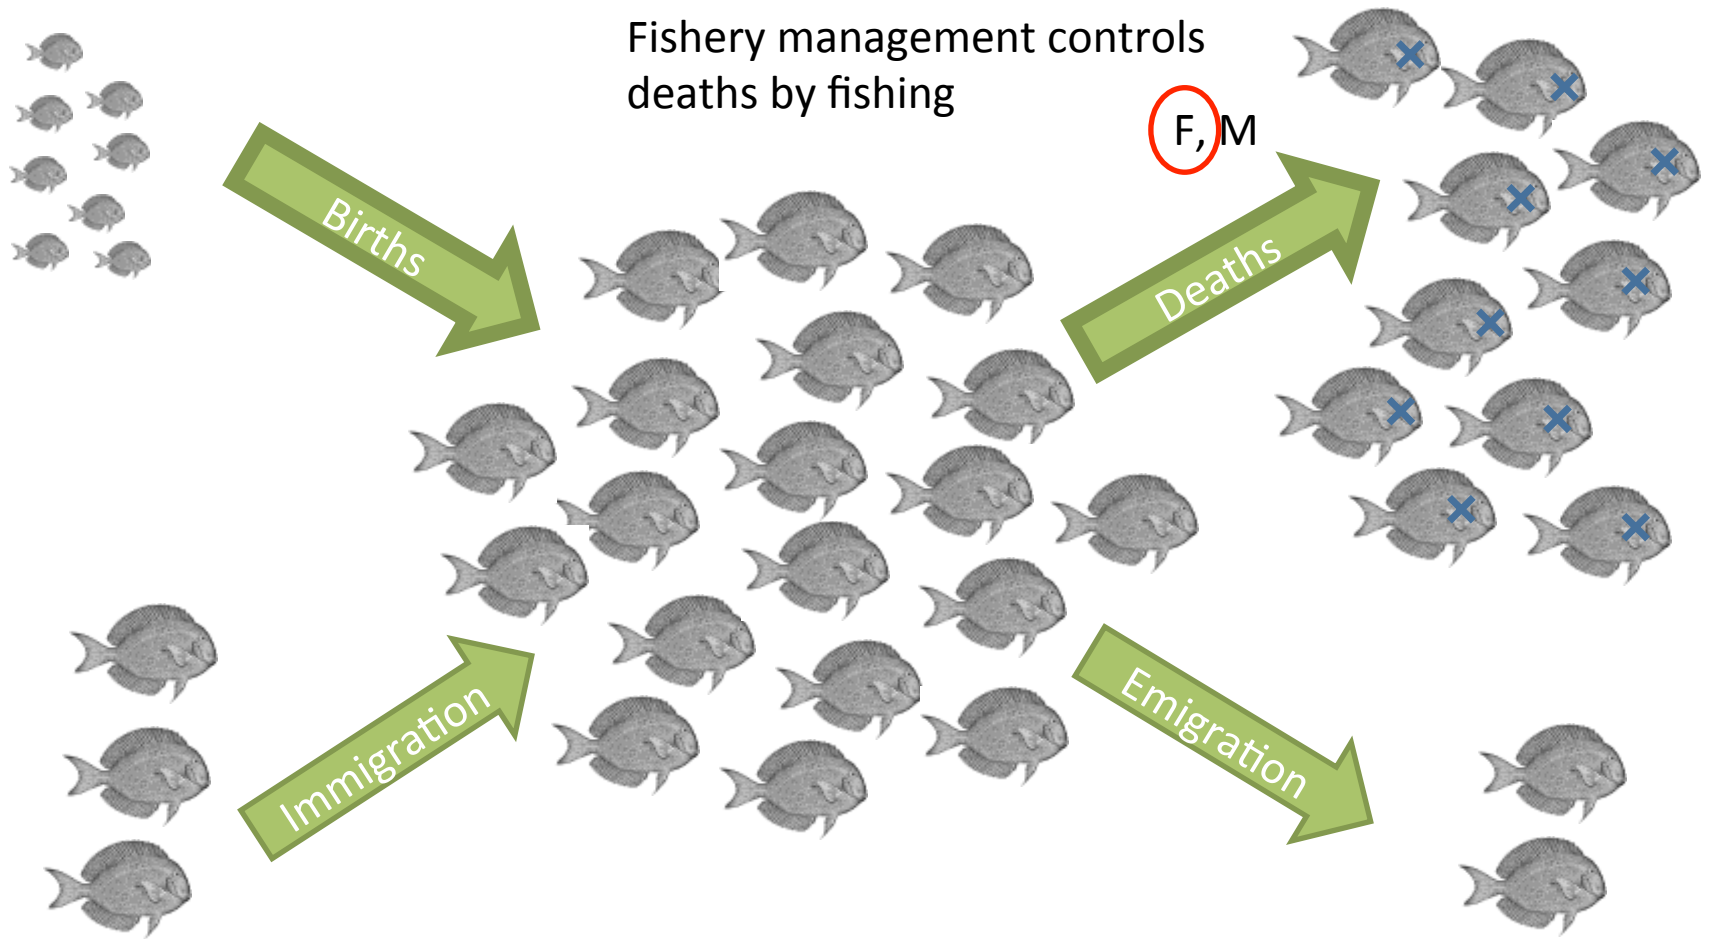 Fishery management controls
deaths by fishing
F, M
Births
Deaths
Immigration
Emigration